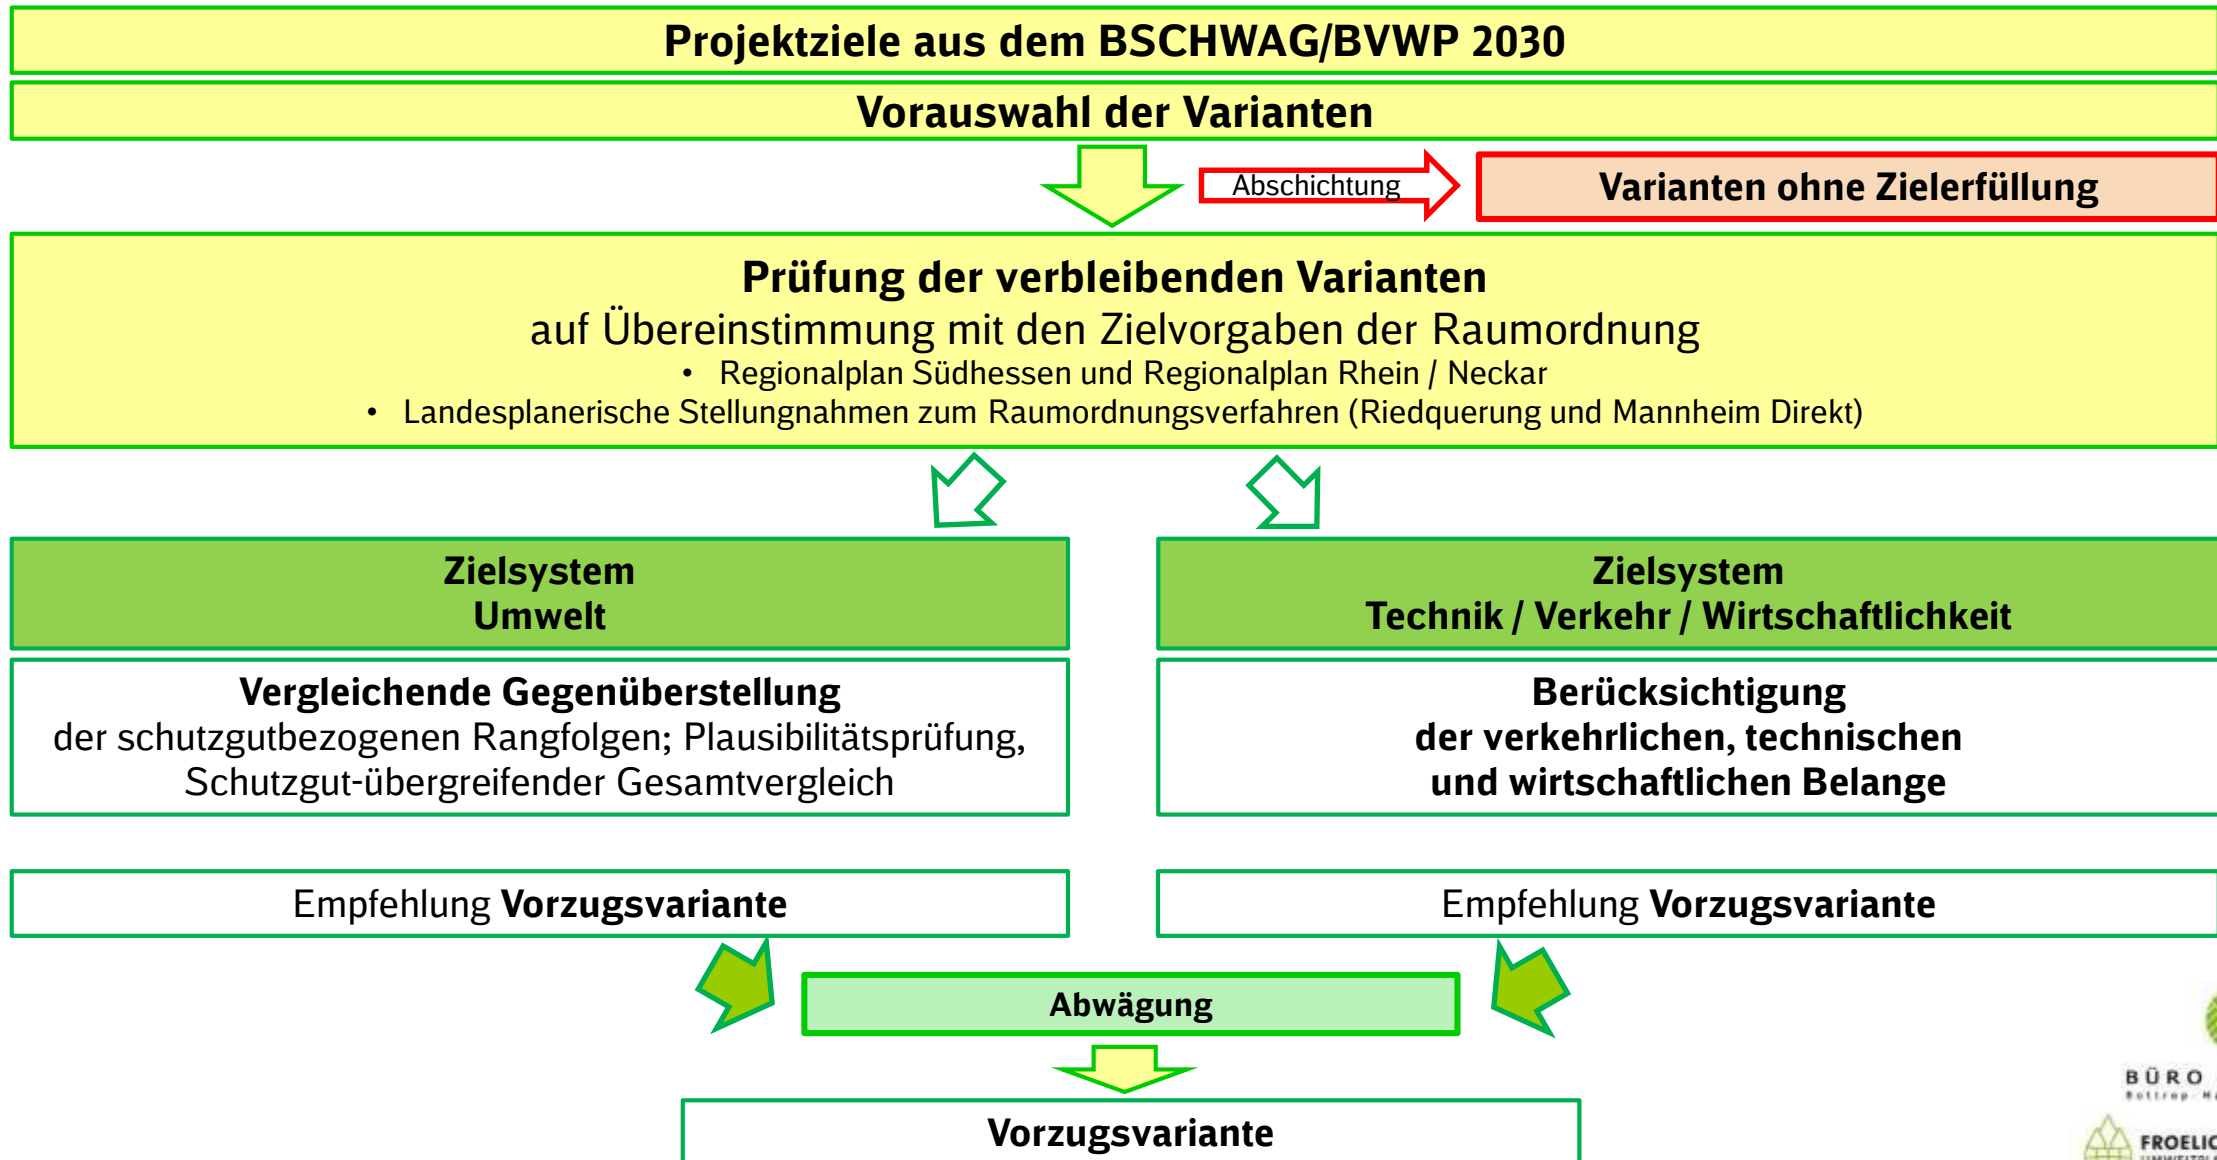 Projektziele aus dem BSCHWAG/BVWP 2030
Vorauswahl der Varianten
Abschichtung
Varianten ohne Zielerfüllung
Prüfung der verbleibenden Varianten
auf Übereinstimmung mit den Zielvorgaben der Raumordnung
• Regionalplan Südhessen und Regionalplan Rhein / Neckar
• Landesplanerische Stellungnahmen zum Raumordnungsverfahren (Riedquerung und Mannheim Direkt)
Zielsystem
Umwelt
Zielsystem
Technik / Verkehr / Wirtschaftlichkeit
Vergleichende Gegenüberstellung
der schutzgutbezogenen Rangfolgen; Plausibilitätsprüfung,
Schutzgut-übergreifender Gesamtvergleich
Berücksichtigung
der verkehrlichen, technischen
und wirtschaftlichen Belange
Empfehlung Vorzugsvariante
Empfehlung Vorzugsvariante
Abwägung
Vorzugsvariante
BÜRO
Bottrop
FROELIC